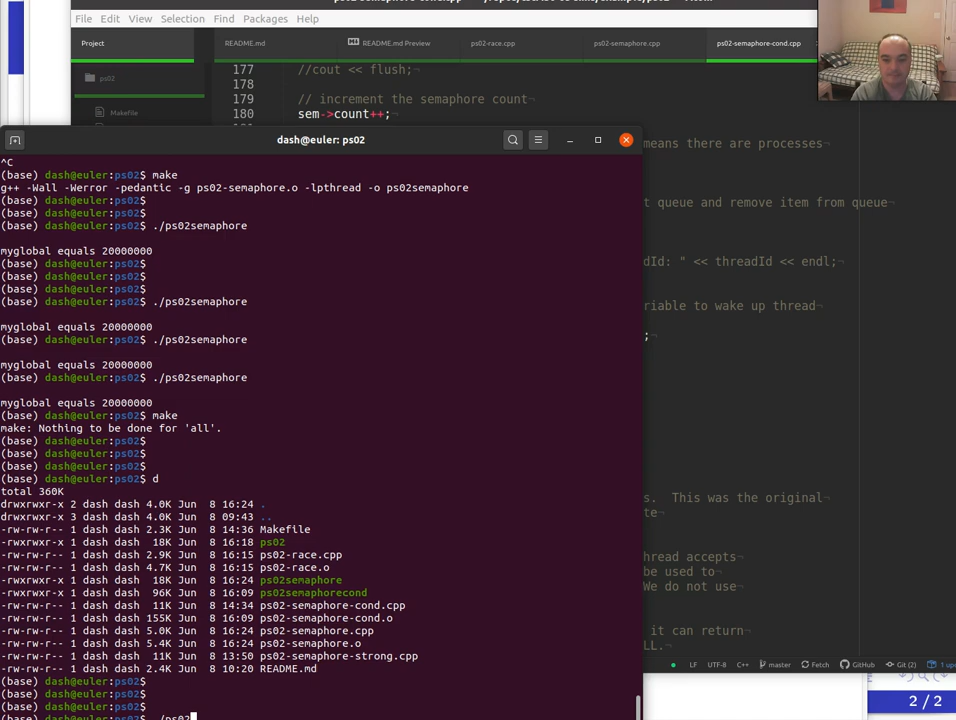 File Edit View Selection Find Packages Help
Project README.md README.md Preview ps02-race.cpp ps02-semaphore.cpp ps02-semaphore-cond.cpp
ps02
Makefile
177 //cout << flush;
178
179 // increment the semaphore count
180 sem->count++;
dash@euler: ps02
means there are processes
t queue and remove item from queue
dId: " << threadId << endl;
riable to wake up thread
;
s. This was the original
te
hread accepts
be used to
We do not use
it can return
LL.
^C
(base) dash@euler:ps02$ make
g++ -Wall -Werror -pedantic -g ps02-semaphore.o -lpthread -o ps02semaphore
(base) dash@euler:ps02$
(base) dash@euler:ps02$
(base) dash@euler:ps02$ ./ps02semaphore
myglobal equals 20000000
(base) dash@euler:ps02$
(base) dash@euler:ps02$
(base) dash@euler:ps02$
(base) dash@euler:ps02$ ./ps02semaphore
myglobal equals 20000000
(base) dash@euler:ps02$ ./ps02semaphore
myglobal equals 20000000
(base) dash@euler:ps02$ ./ps02semaphore
myglobal equals 20000000
(base) dash@euler:ps02$ make
make: Nothing to be done for 'all'.
(base) dash@euler:ps02$
(base) dash@euler:ps02$
(base) dash@euler:ps02$
(base) dash@euler:ps02$ d
total 360K
drwxrwxr-x 2 dash dash 4.0K Jun 8 16:24 .
drwxrwxr-x 3 dash dash 4.0K Jun 8 09:43 ..
-rw-rw-r-- 1 dash dash 2.3K Jun 8 14:36 Makefile
-rwxrwxr-x 1 dash dash 18K Jun 8 16:18 ps02
-rw-rw-r-- 1 dash dash 2.9K Jun 8 16:15 ps02-race.cpp
-rw-rw-r-- 1 dash dash 4.7K Jun 8 16:15 ps02-race.o
-rwxrwxr-x 1 dash dash 18K Jun 8 16:24 ps02semaphore
-rwxrwxr-x 1 dash dash 96K Jun 8 16:09 ps02semaphorecond
-rw-rw-r-- 1 dash dash 11K Jun 8 14:34 ps02-semaphore-cond.cpp
-rw-rw-r-- 1 dash dash 155K Jun 8 16:09 ps02-semaphore-cond.o
-rw-rw-r-- 1 dash dash 5.0K Jun 8 16:24 ps02-semaphore.cpp
-rw-rw-r-- 1 dash dash 5.4K Jun 8 16:24 ps02-semaphore.o
-rw-rw-r-- 1 dash dash 11K Jun 8 13:50 ps02-semaphore-strong.cpp
-rw-rw-r-- 1 dash dash 2.4K Jun 8 10:20 README.md
(base) dash@euler:ps02$
(base) dash@euler:ps02$
(base) dash@euler:ps02$
(base) dash@euler:ps02$ ./ps02
LF UTF-8 C++ master Fetch GitHub Git (2)
2 / 2